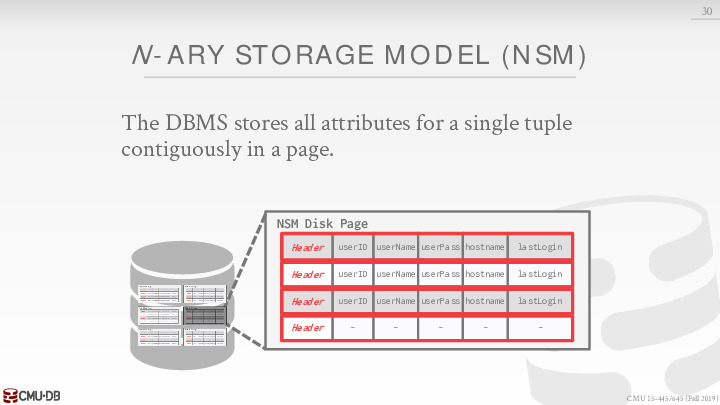 30
N-ARY STORAGE MODEL (NSM)
The DBMS stores all attributes for a single tuple
contiguously in a page.
NSM Disk Page
Header userID userName userPass hostname lastLogin
Header userID userName userPass hostname lastLogin
Header userID userName userPass hostname lastLogin
Header - - - - -
CMU·DB
CMU 15-445/645 (Fall 2019)